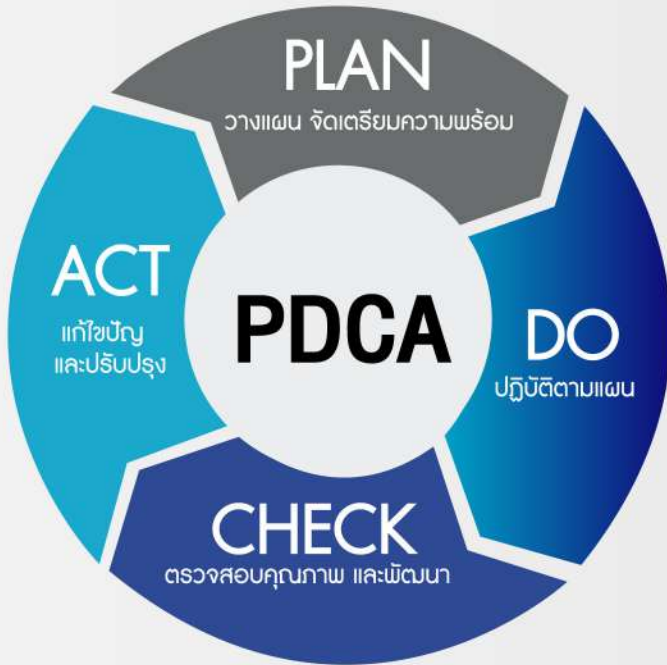 PLAN
วางแผน จัดเตรียมความพร้อม
DO
ปฏิบัติตามแผน
CHECK
ตรวจสอบคุณภาพ และพัฒนา
ACT
แก้ไขปัญ
และปรับปรุง
PDCA